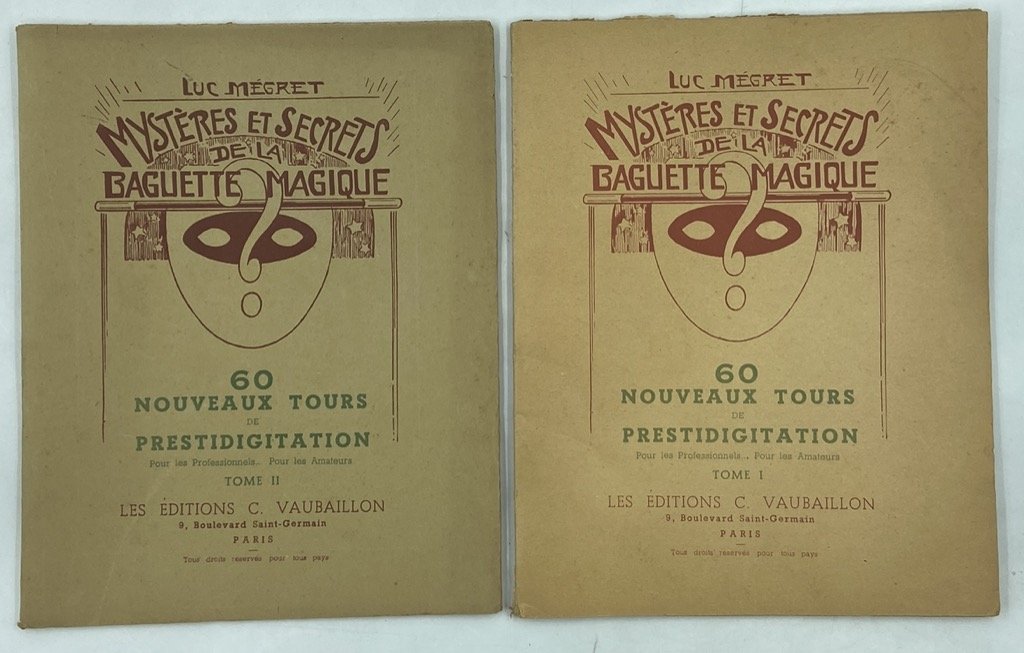 LUC MÉGRET
MYSTÈRES ET SECRETS
DE LA
BAGUETTE MAGIQUE
60
NOUVEAUX TOURS
DE
PRESTIDIGITATION
Pour les Professionnels... Pour les Amateurs
TOME II
LES ÉDITIONS C. VAUBAILLON
9, Boulevard Saint-Germain
PARIS
Tous droits reservés pour tous pays
LUC MÉGRET
MYSTÈRES ET SECRETS
DE LA
BAGUETTE MAGIQUE
60
NOUVEAUX TOURS
DE
PRESTIDIGITATION
Pour les Professionnels... Pour les Amateurs
TOME I
LES ÉDITIONS C. VAUBAILLON
9, Boulevard Saint-Germain
PARIS
Tous droits reservés pour tous pays